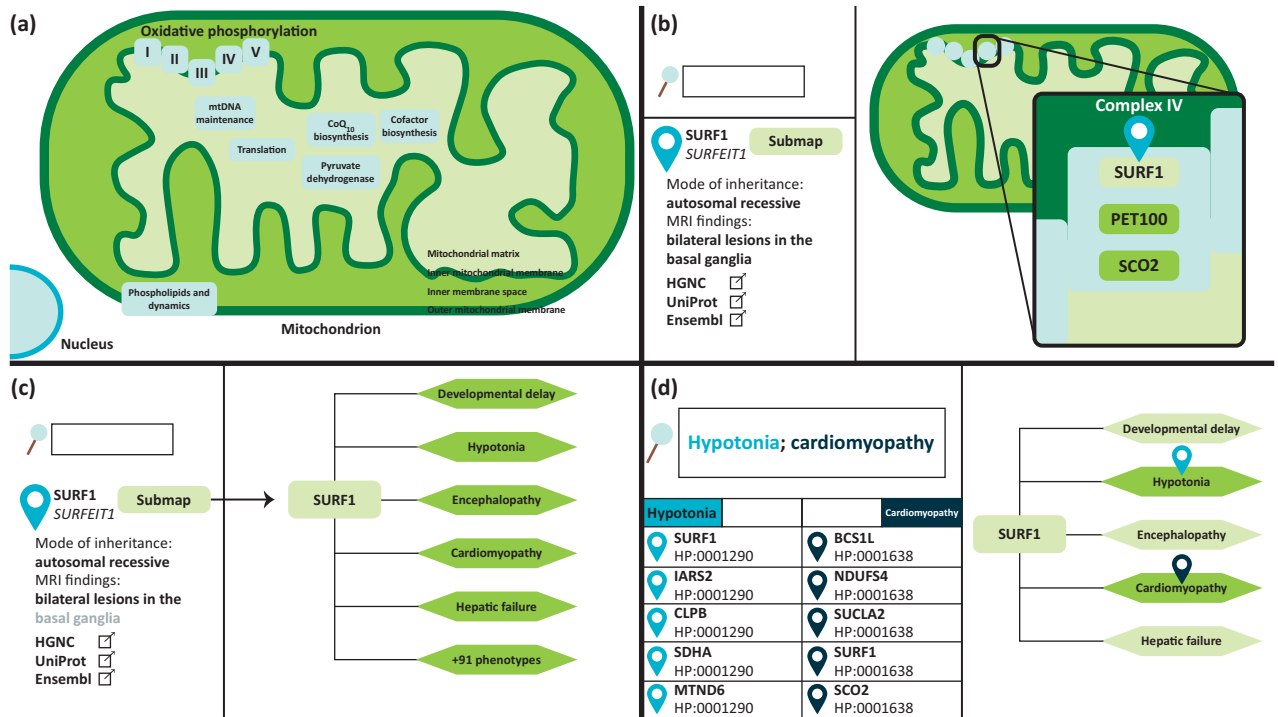 (a)
Oxidative phosphorylation
I
II
III
IV
V
mtDNA
maintenance
CoQ10
biosynthesis
Cofactor
biosynthesis
Translation
Pyruvate
dehydrogenase
Mitochondrial matrix
Inner mitochondrial membrane
Inner membrane space
Outer mitochondrial membrane
Phospholipids and
dynamics
Mitochondrion
Nucleus
(b)
SURF1
SURFEIT1
Submap
Mode of inheritance:
autosomal recessive
MRI findings:
bilateral lesions in the
basal ganglia
HGNC
UniProt
Ensembl
Complex IV
SURF1
PET100
SCO2
(c)
SURF1
SURFEIT1
Submap
Mode of inheritance:
autosomal recessive
MRI findings:
bilateral lesions in the
basal ganglia
HGNC
UniProt
Ensembl
SURF1
Developmental delay
Hypotonia
Encephalopathy
Cardiomyopathy
Hepatic failure
+91 phenotypes
(d)
Hypotonia; cardiomyopathy
Hypotonia
Cardiomyopathy
SURF1
HP:0001290
BCS1L
HP:0001638
IARS2
HP:0001290
NDUFS4
HP:0001638
CLPB
HP:0001290
SUCLA2
HP:0001638
SDHA
HP:0001290
SURF1
HP:0001638
MTND6
HP:0001290
SCO2
HP:0001638
SURF1
Developmental delay
Hypotonia
Encephalopathy
Cardiomyopathy
Hepatic failure